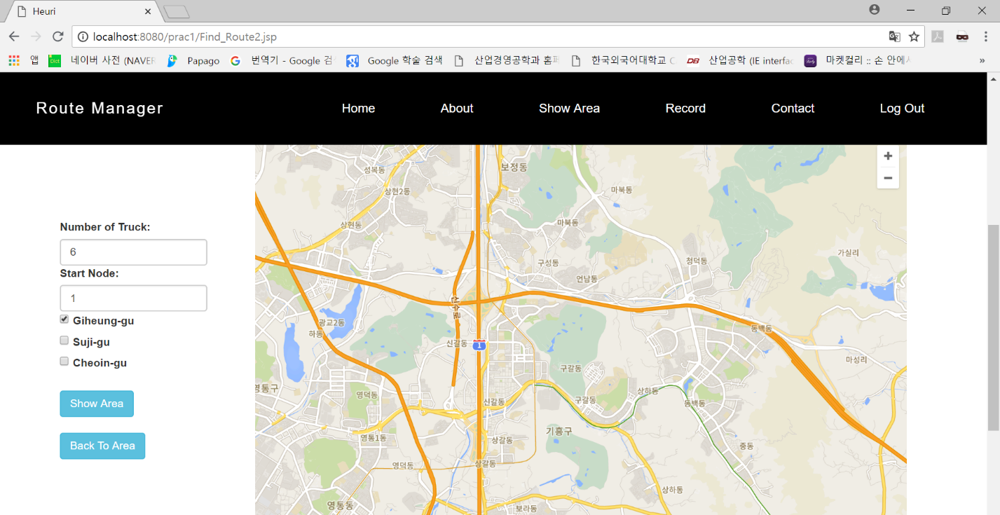 Heuri
localhost:8080/prac1/Find_Route2.jsp
앱 네이버 사전 (NAVER Papago 번역기 - Google 검 Google 학술 검색 산업경영공학과 홈페 한국외국어대학교 C DB 산업공학 (IE interfac 마켓컬리 :: 손 안에서 »
Route Manager Home About Show Area Record Contact Log Out
Number of Truck:
6
Start Node:
1
Giheung-gu
Suji-gu
Cheoin-gu
Show Area
Back To Area
+
−
성복동
보정동
상현2동
마북동
상현동
마북동
가실리
구성동
청덕동
언남동
신수로
광교2동
하동
동백동
신갈동
1
마성리
구갈동
영통구
영덕동
신갈동
구갈동
상하동
동백동
기흥구
영통1동
상갈동
중동
영덕동
상갈동
상하동
영통동
보라동